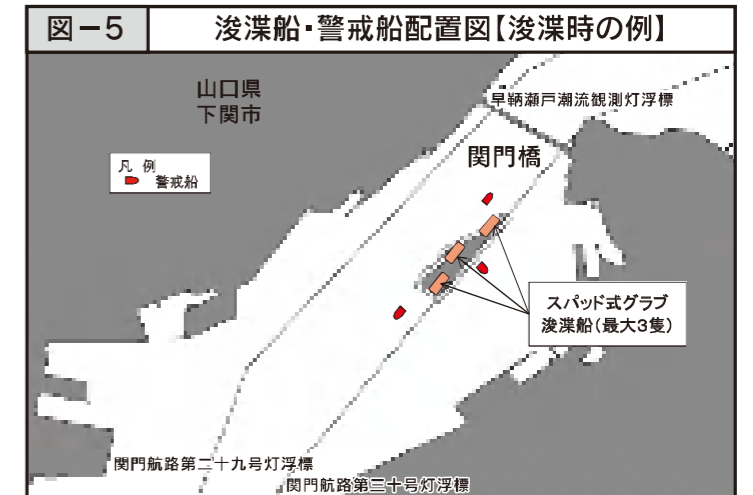 図－5
浚渫船・警戒船配置図【浚渫時の例】
山口県
下関市
早鞆瀬戸潮流観測灯浮標
関門橋
凡 例
警戒船
スパッド式グラブ
浚渫船(最大3隻)
関門航路第二十九号灯浮標
関門航路第三十号灯浮標